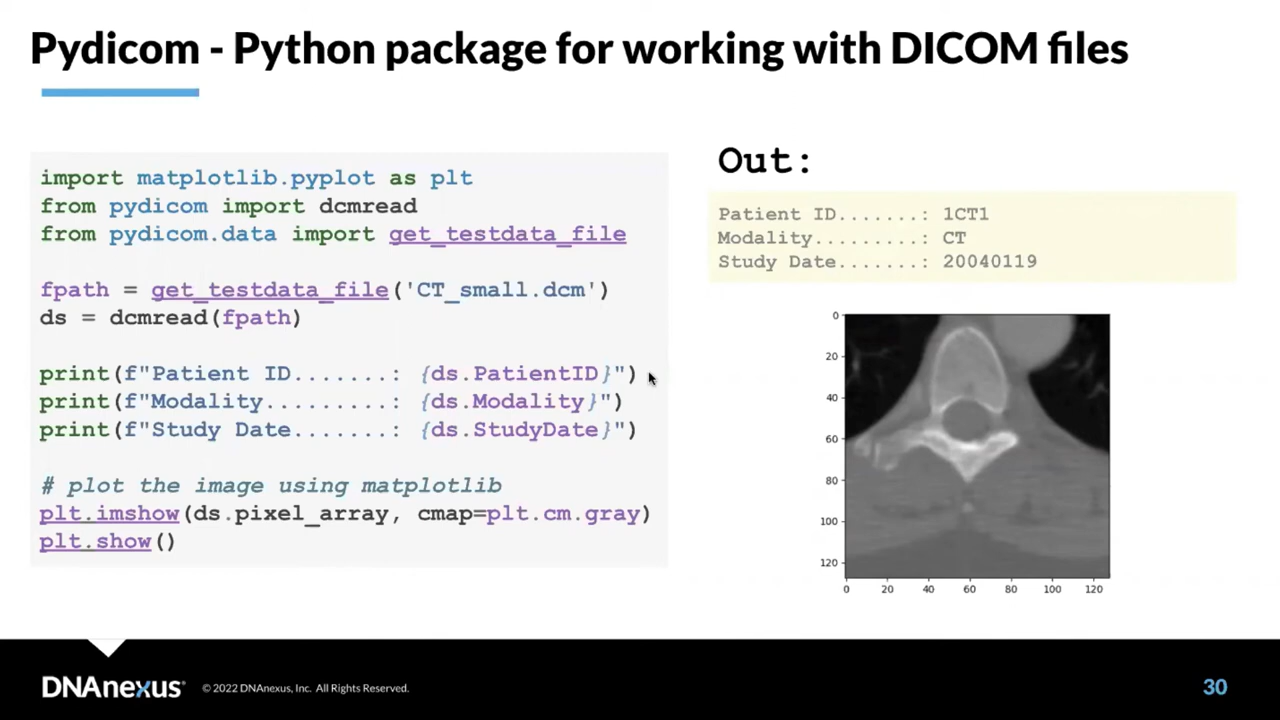 Pydicom - Python package for working with DICOM files
import matplotlib.pyplot as plt
from pydicom import dcmread
from pydicom.data import get_testdata_file
fpath = get_testdata_file('CT_small.dcm')
ds = dcmread(fpath)
print(f"Patient ID.......: {ds.PatientID}")
print(f"Modality.........: {ds.Modality}")
print(f"Study Date.......: {ds.StudyDate}")
# plot the image using matplotlib
plt.imshow(ds.pixel_array, cmap=plt.cm.gray)
plt.show()
Out:
Patient ID.......: 1CT1
Modality.........: CT
Study Date.......: 20040119
0
20
40
60
80
100
120
0 20 40 60 80 100 120
DNAnexus® © 2022 DNAnexus, Inc. All Rights Reserved.
30